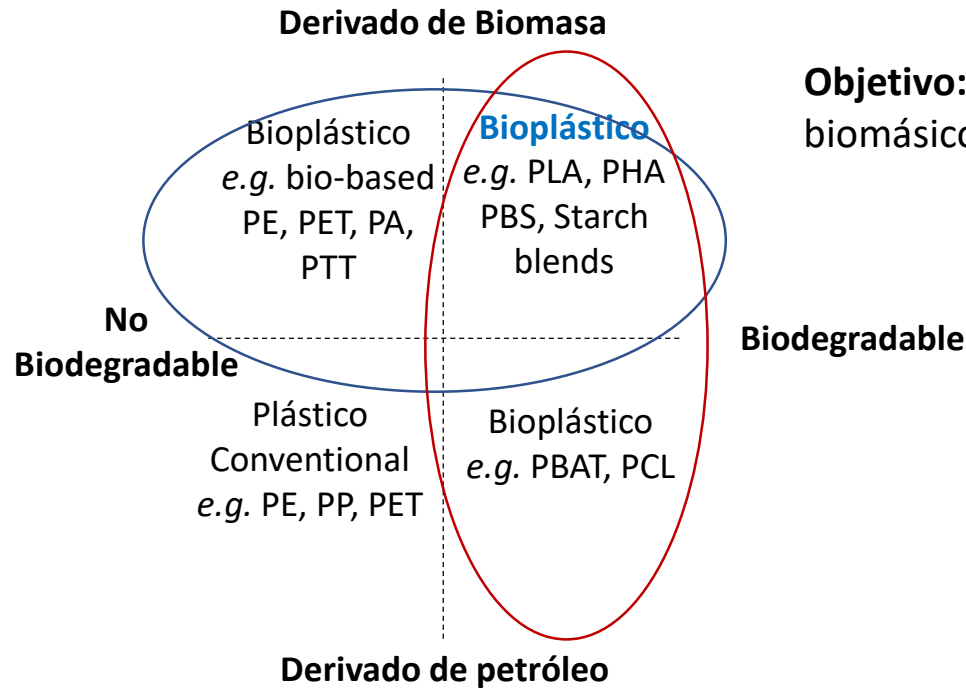 Derivado de Biomasa
Objetivo:
biomásico
Bioplástico
e.g. bio-based
PE, PET, PA,
PTT
Bioplástico
e.g. PLA, PHA
PBS, Starch
blends
No
Biodegradable
Biodegradable
Plástico
Conventional
e.g. PE, PP, PET
Bioplástico
e.g. PBAT, PCL
Derivado de petróleo